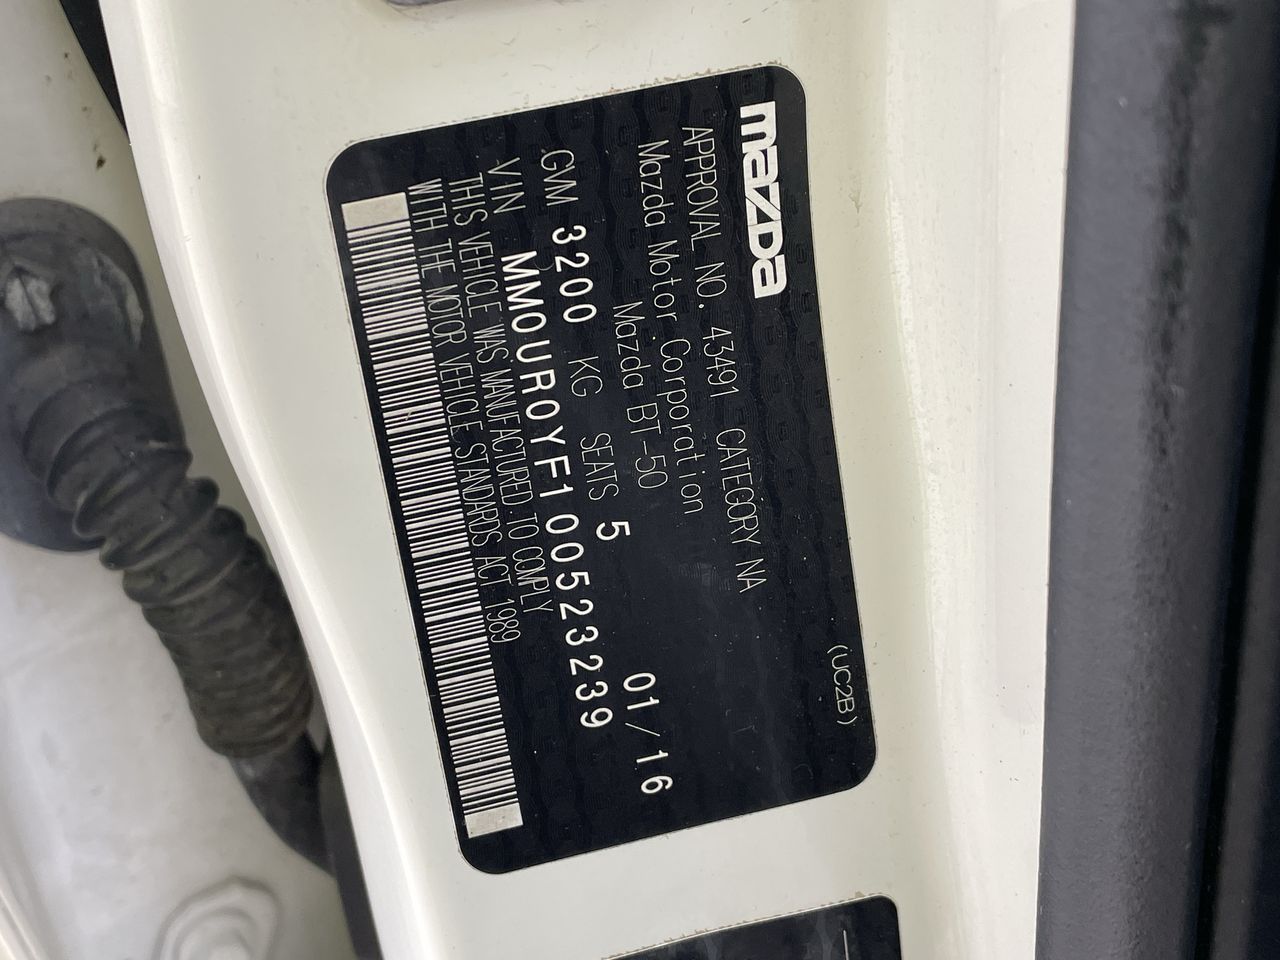 mazda
(UC2B)
APPROVAL NO. 43491 CATEGORY NA
Mazda Motor Corporation
Mazda BT-50
GVM 3200 KG SEATS 5 01/16
VIN MM0UR0YF100523239
THIS VEHICLE WAS MANUFACTURED TO COMPLY
WITH THE MOTOR VEHICLE STANDARDS ACT 1989